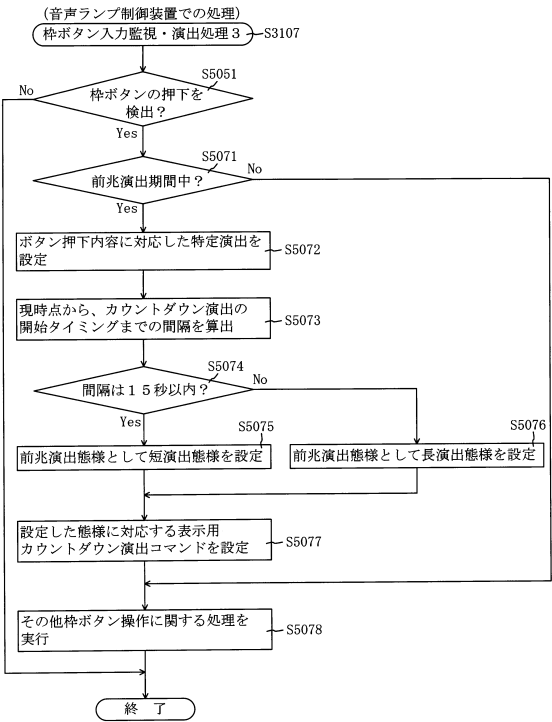 (音声ランプ制御装置での処理)
枠ボタン入力監視・演出処理3
S3107
S5051
No
枠ボタンの押下を
検出?
Yes
S5071
No
前兆演出期間中?
Yes
ボタン押下内容に対応した特定演出を
設定
S5072
現時点から、カウントダウン演出の
開始タイミングまでの間隔を算出
S5073
S5074
No
間隔は15秒以内?
Yes
S5075
S5076
前兆演出態様として短演出態様を設定
前兆演出態様として長演出態様を設定
設定した態様に対応する表示用
カウントダウン演出コマンドを設定
S5077
その他枠ボタン操作に関する処理を
実行
S5078
終 了